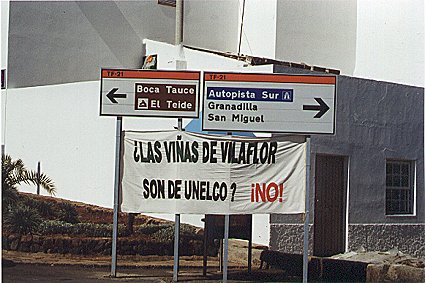 TF-21
Boca Tauce
El Teide
TF-21
Autopista Sur
Granadilla
San Miguel
¿LAS VIÑAS DE VILAFLOR
SON DE UNELCO? ¡NO!